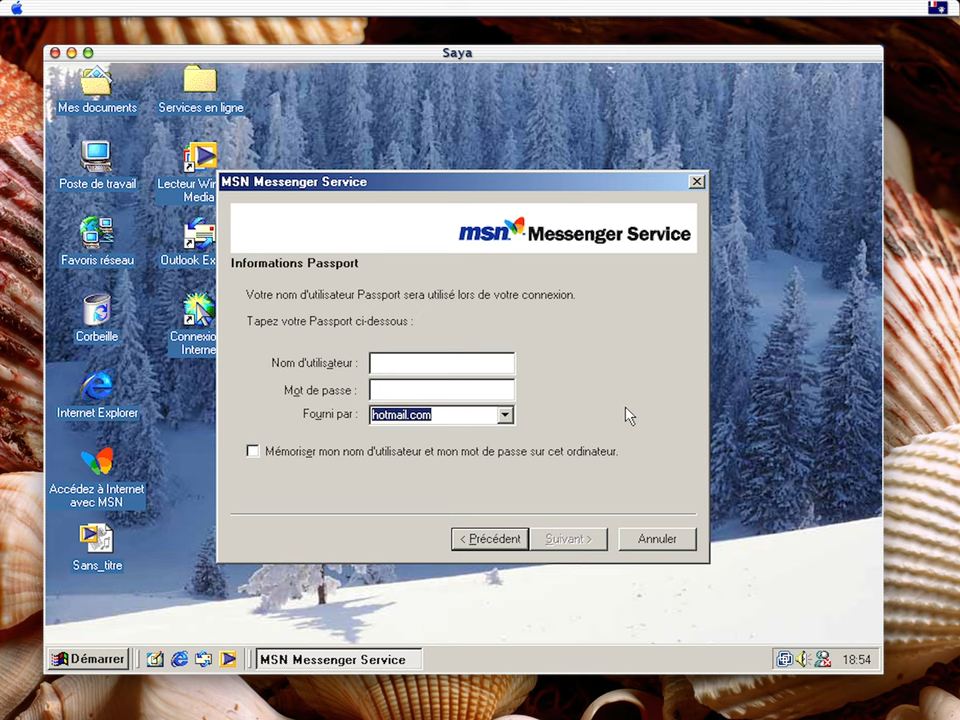 Saya
Mes documents
Services en ligne
Poste de travail
Lecteur Win
Media
Favoris réseau
Outlook Ex
Corbeille
Connexio
Interne
Internet Explorer
Accédez à Internet
avec MSN
Sans_titre
MSN Messenger Service
msn Messenger Service
Informations Passport
Votre nom d'utilisateur Passport sera utilisé lors de votre connexion.
Tapez votre Passport ci-dessous :
Nom d'utilisateur :
Mot de passe :
Fourni par :
hotmail.com
Mémoriser mon nom d'utilisateur et mon mot de passe sur cet ordinateur.
< Précédent
Suivant >
Annuler
Démarrer
MSN Messenger Service
18:54